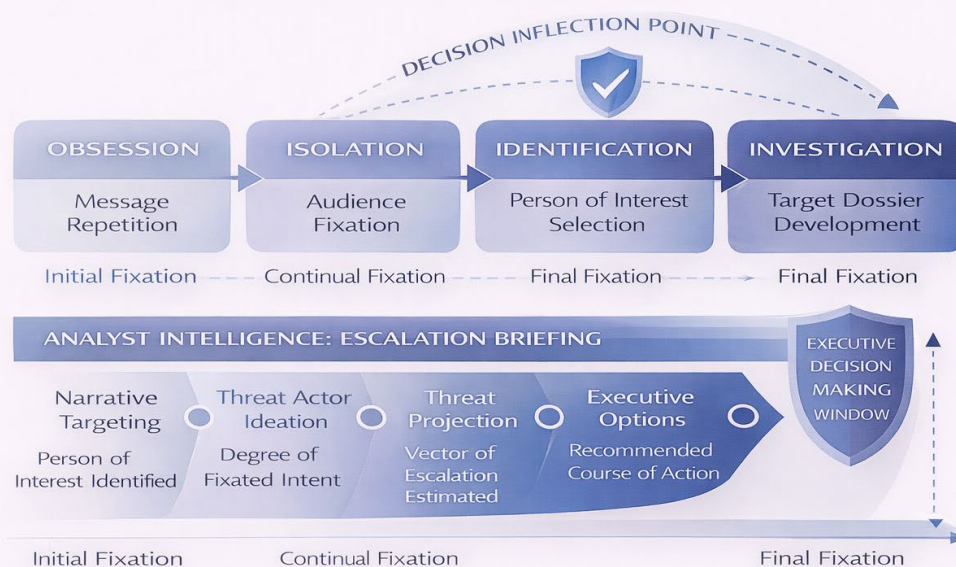 DECISION INFLECTION POINT
OBSESSION
Message
Repetition
ISOLATION
Audience
Fixation
IDENTIFICATION
Person of Interest
Selection
INVESTIGATION
Target Dossier
Development
Initial Fixation
Continual Fixation
Final Fixation
Final Fixation
ANALYST INTELLIGENCE: ESCALATION BRIEFING
EXECUTIVE
DECISION
MAKING
WINDOW
Narrative
Targeting
Person of
Interest Identified
Threat Actor
Ideation
Degree of
Fixated Intent
Threat
Projection
Vector of
Escalation
Estimated
Executive
Options
Recommended
Course of Action
Initial Fixation
Continual Fixation
Final Fixation